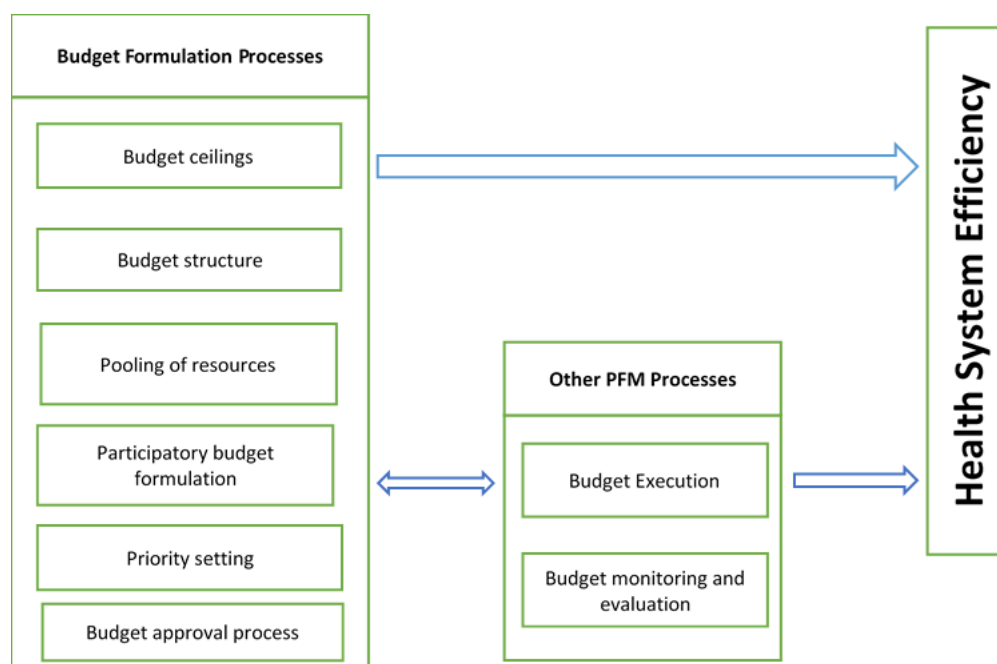 Budget Formulation Processes
Budget ceilings
Budget structure
Pooling of resources
Participatory budget
formulation
Priority setting
Budget approval process
Other PFM Processes
Budget Execution
Budget monitoring and
evaluation
Health System Efficiency